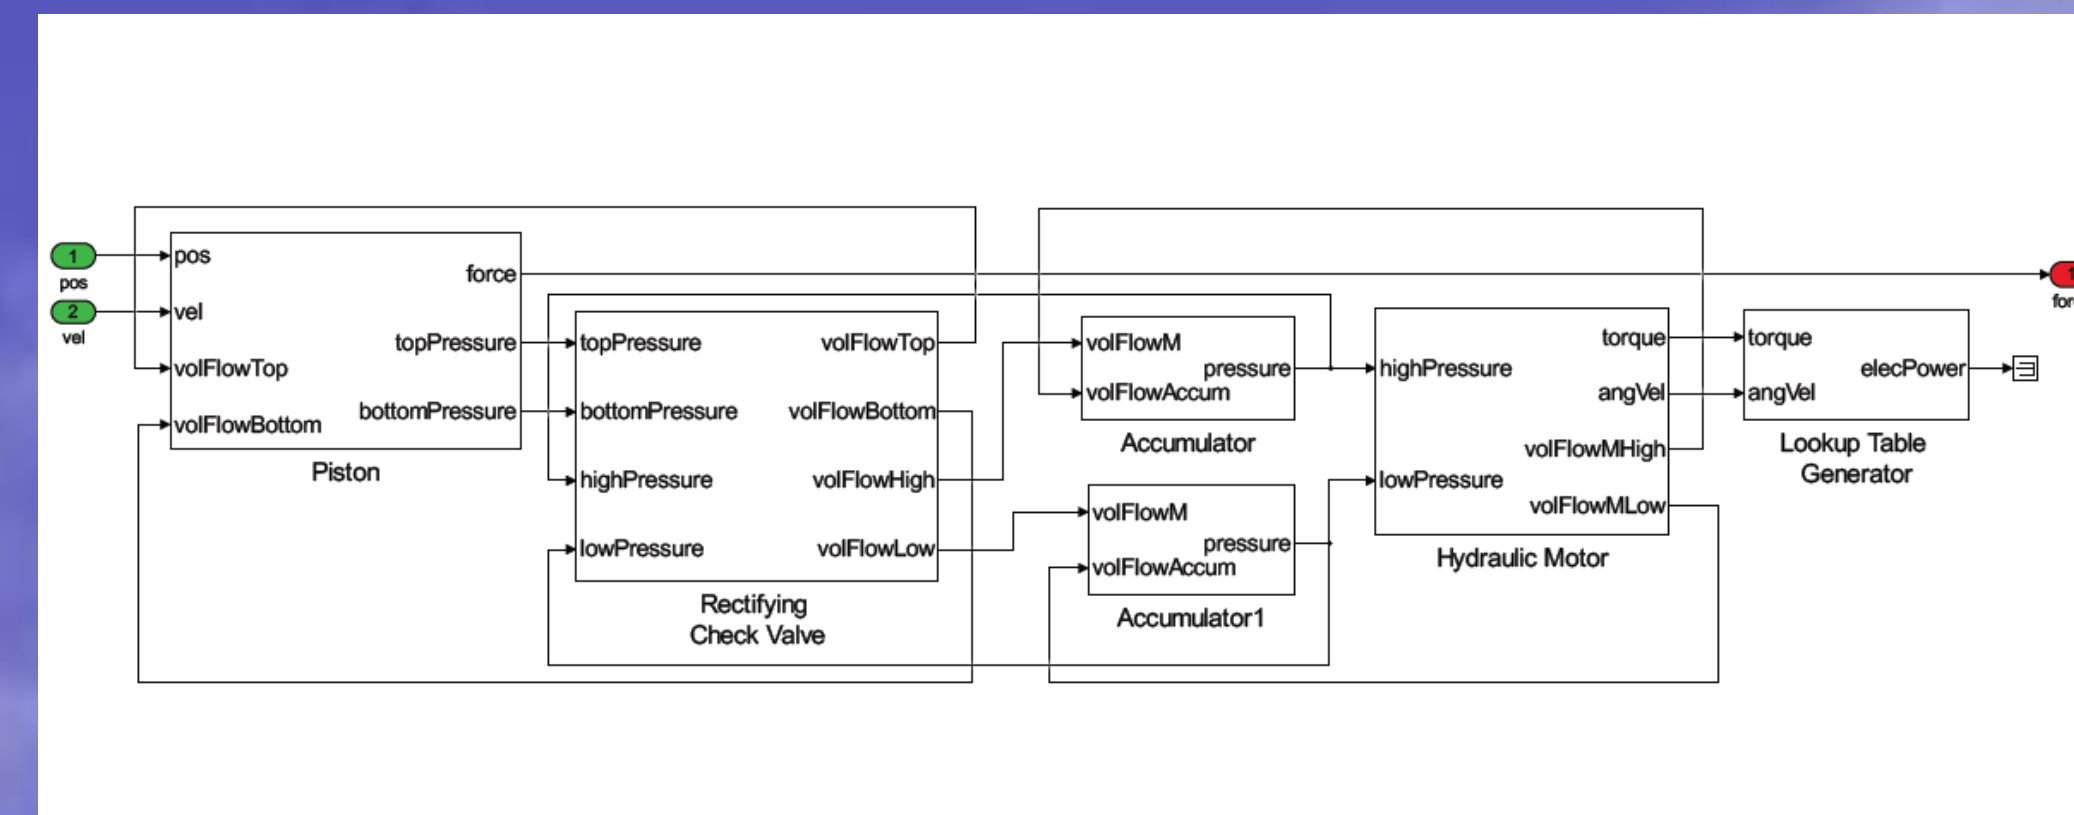 1
pos
2
vel
pos
vel
volFlowTop
volFlowBottom
force
topPressure
bottomPressure
Piston
topPressure
bottomPressure
highPressure
lowPressure
volFlowTop
volFlowBottom
volFlowHigh
volFlowLow
Rectifying
Check Valve
volFlowM
volFlowAccum
pressure
Accumulator
volFlowM
volFlowAccum
pressure
Accumulator1
highPressure
lowPressure
torque
angVel
volFlowMHigh
volFlowMLow
Hydraulic Motor
torque
angVel
elecPower
Lookup Table
Generator
1